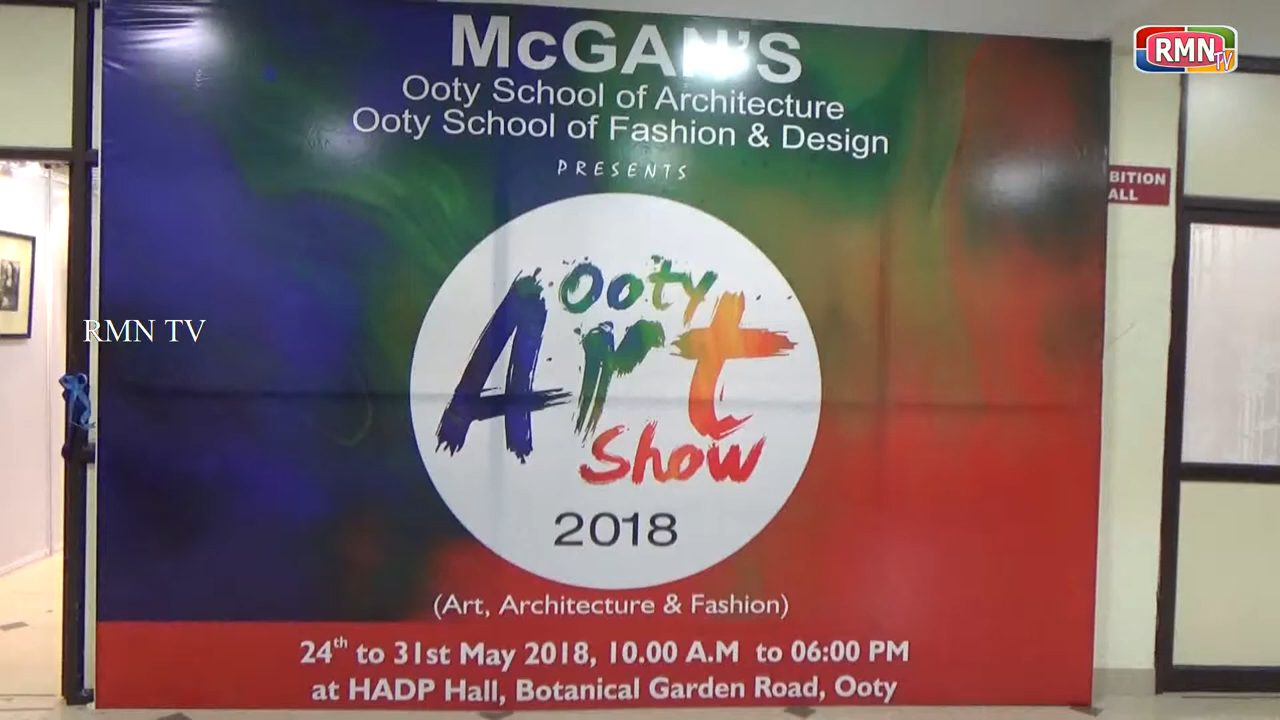 McGAN'S
Ooty School of Architecture
Ooty School of Fashion & Design
PRESENTS
Ooty
Art
Show
2018
(Art, Architecture & Fashion)
24th to 31st May 2018, 10.00 A.M to 06:00 PM
at HADP Hall, Botanical Garden Road, Ooty
RMN TV
RMN TV
BITION
ALL